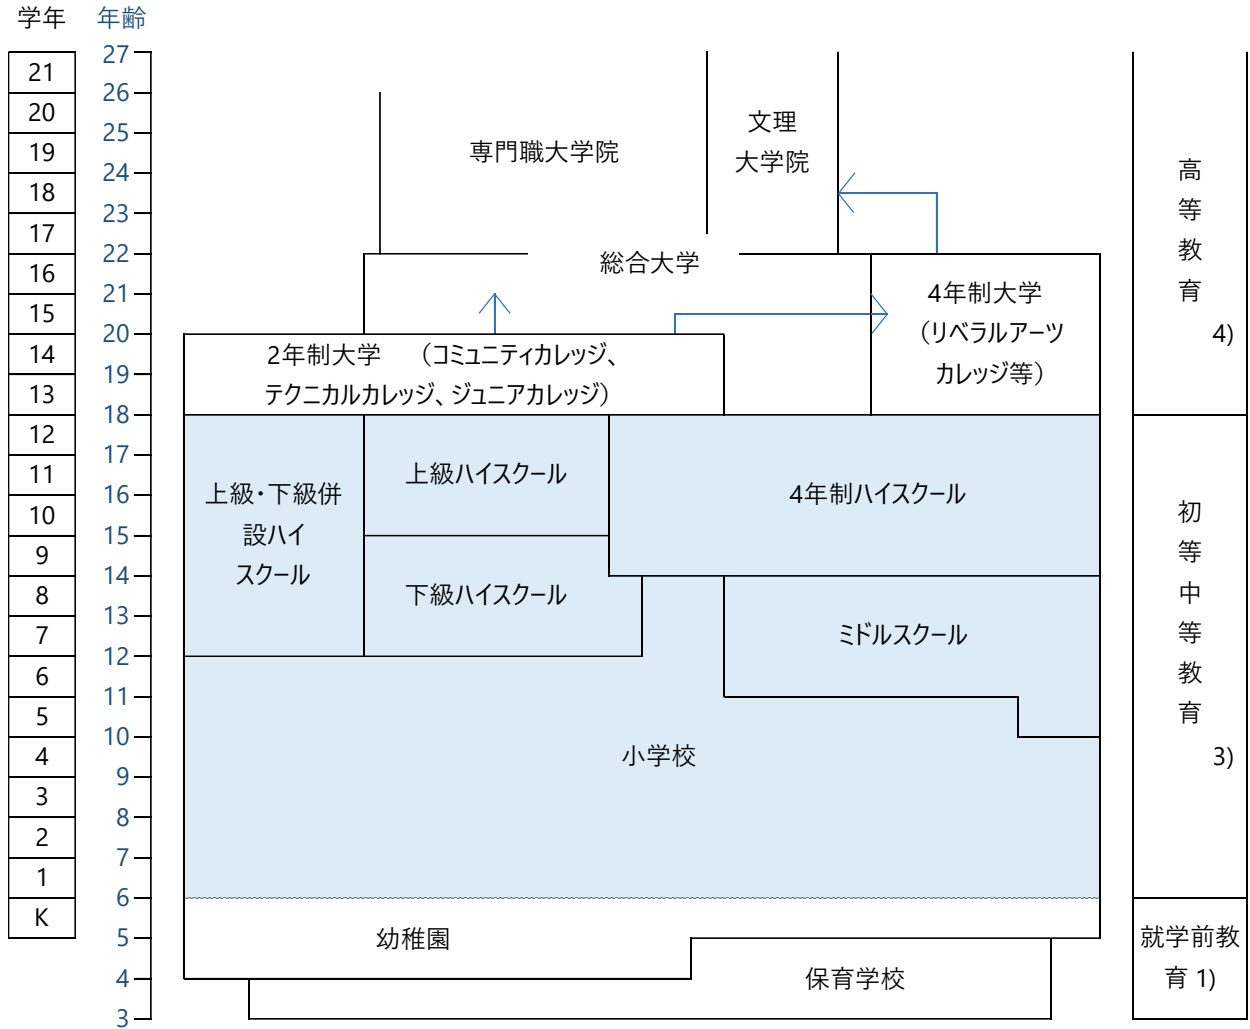 学年 年齢
27
21
26
20
25
19
24
18
23
17
22
16
21
15
20
14
19
13
18
12
17
11
16
10
15
9
14
8
13
7
12
6
11
5
10
4
9
3
8
2
7
1
6
K
5
4
3
専門職大学院
文理
大学院
総合大学
4年制大学
（リベラルアーツ
カレッジ等）
2年制大学 （コミュニティカレッジ、
テクニカルカレッジ、ジュニアカレッジ）
上級・下級併
設ハイ
スクール
上級ハイスクール
下級ハイスクール
4年制ハイスクール
ミドルスクール
小学校
幼稚園
保育学校
高
等
教
育
4)
初
等
中
等
教
育
3)
就学前教
育 1)